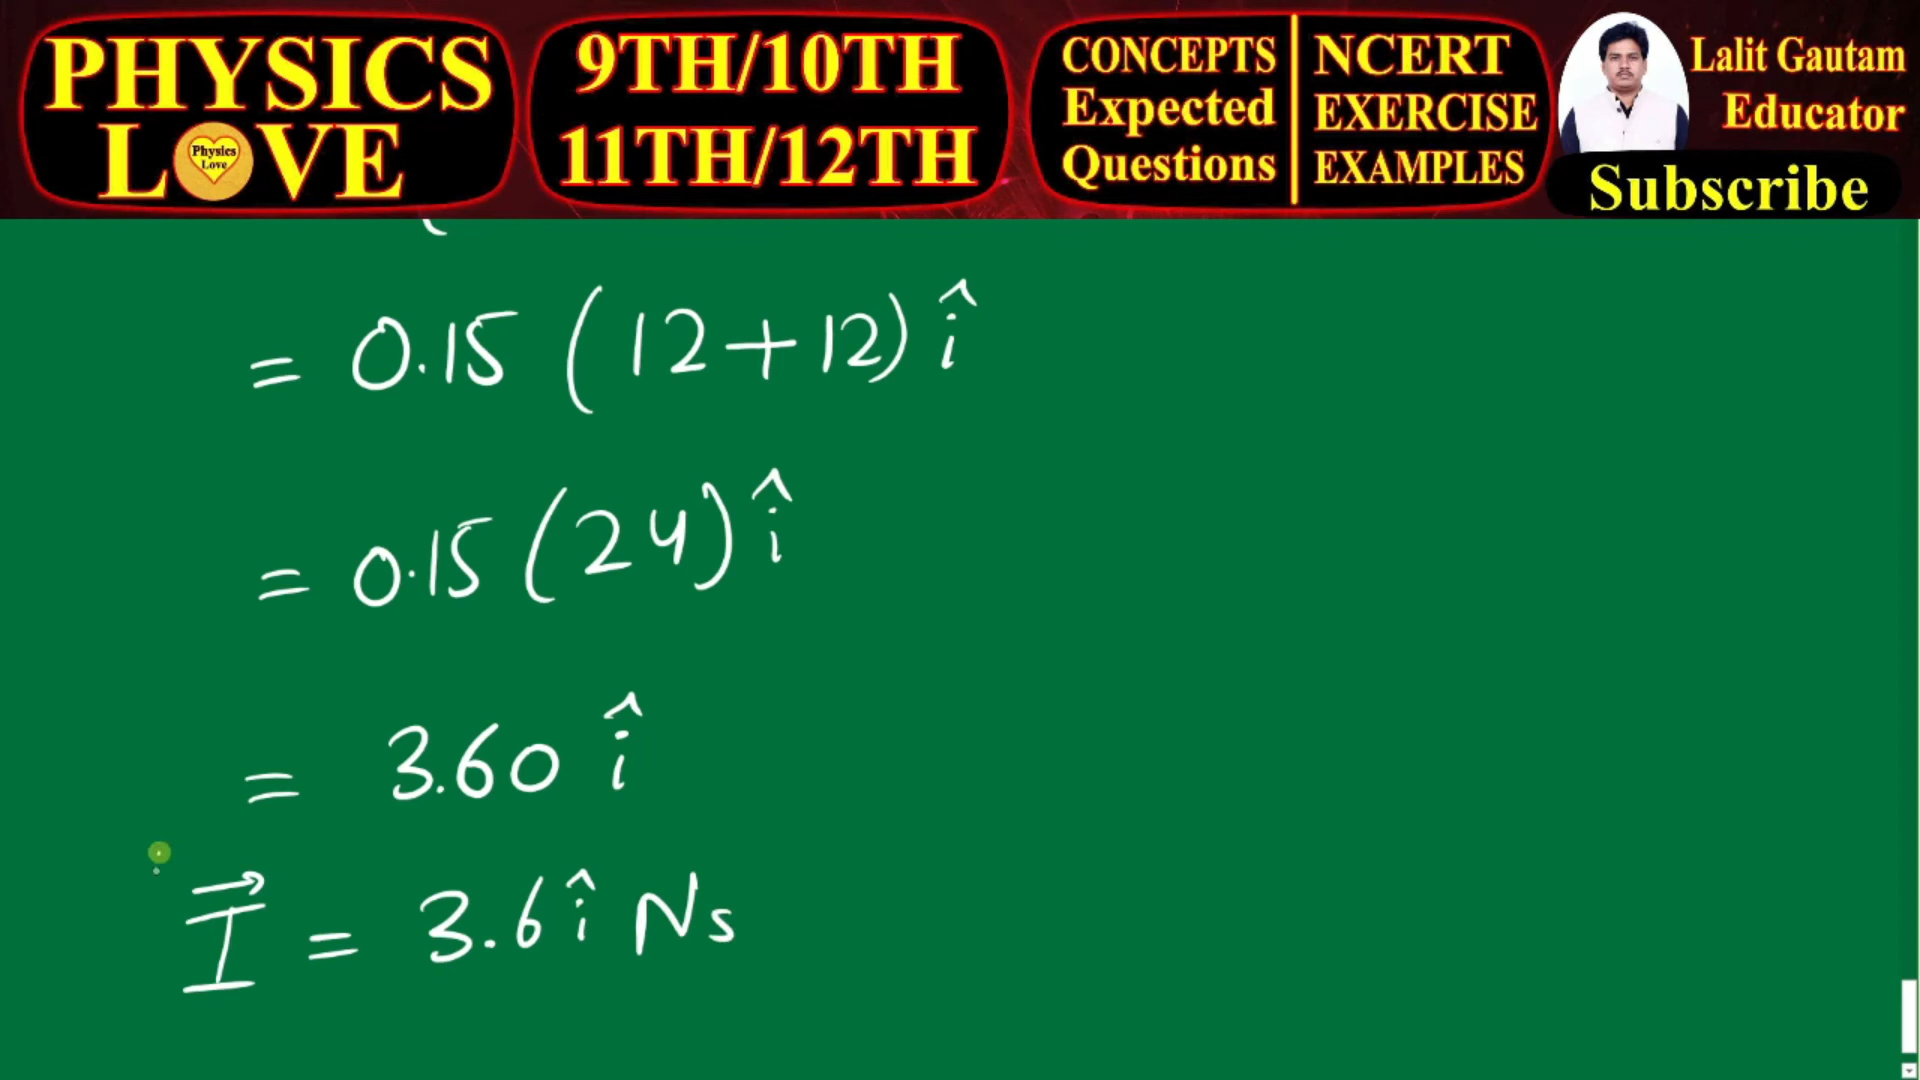 PHYSICS
LOVE
Physics
Love
9TH/10TH
11TH/12TH
CONCEPTS
Expected
Questions
NCERT
EXERCISE
EXAMPLES
Lalit Gautam
Educator
Subscribe
= 0.15 (12+12) î
= 0.15 (24) î
= 3.60 î
I⃗ = 3.6 î Ns